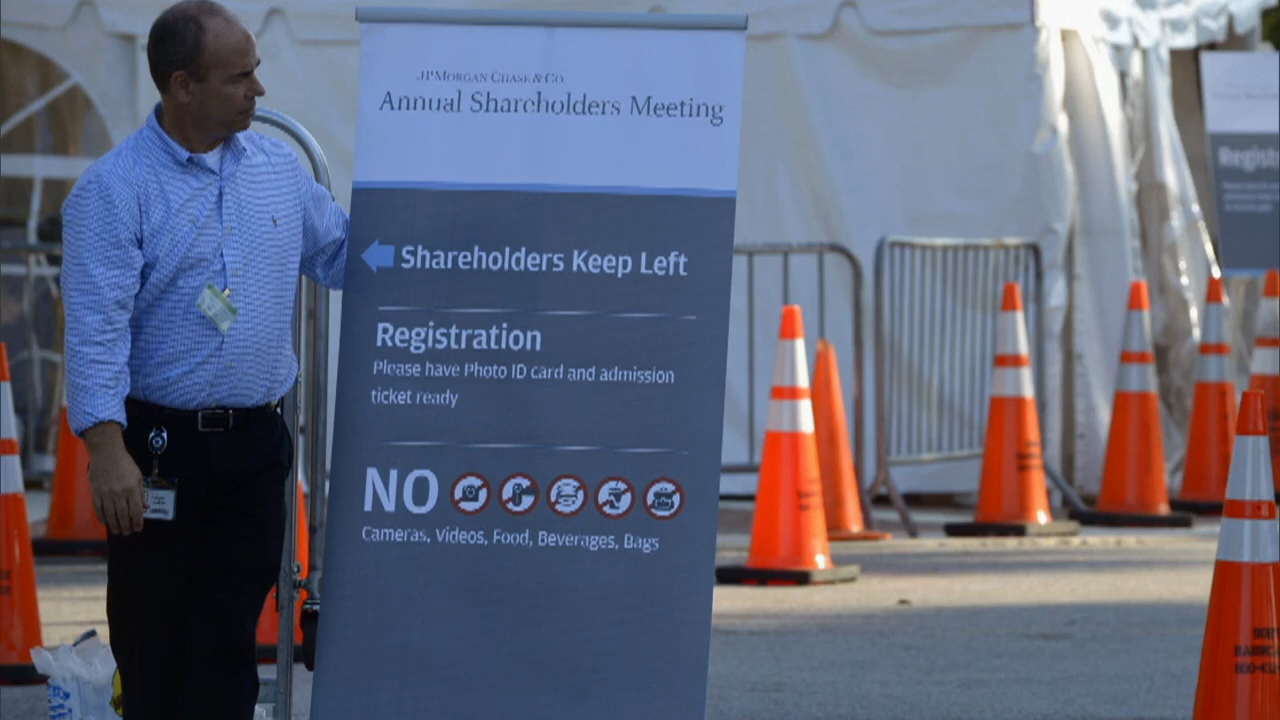 JPMORGAN CHASE & CO.
Annual Shareholders Meeting
Shareholders Keep Left
Registration
Please have Photo ID card and admission
ticket ready
NO
Cameras, Videos, Food, Beverages, Bags
Regist